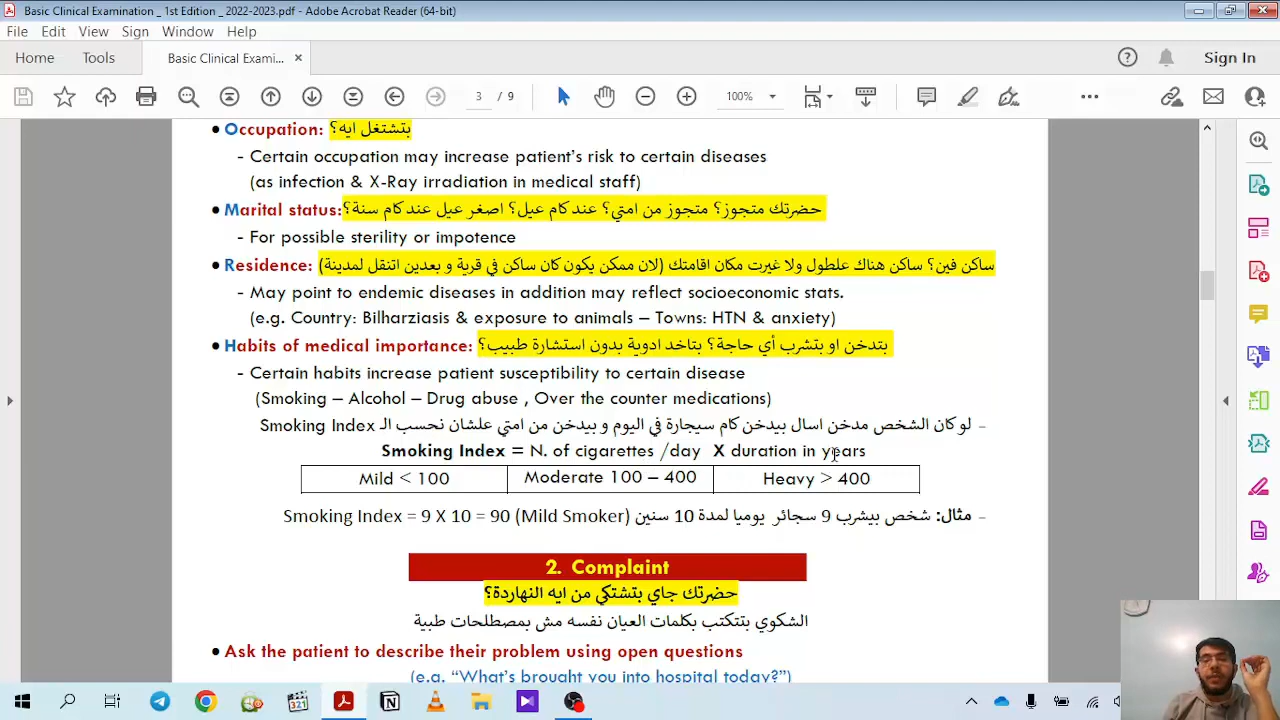 Basic Clinical Examination _ 1st Edition _ 2022-2023.pdf - Adobe Acrobat Reader (64-bit)
File Edit View Sign Window Help
Home Tools Basic Clinical Exami... × Sign In
3 / 9 100%
• Occupation: بتشتغل ايه؟
- Certain occupation may increase patient's risk to certain diseases
(as infection & X-Ray irradiation in medical staff)
• Marital status: حضرتك متجوز؟ متجوز من امتي؟ عند كام عيل؟ اصغر عيل عند كام سنة؟
- For possible sterility or impotence
• Residence: ساكن فين؟ ساكن هناك علطول ولا غيرت مكان اقامتك (لان ممكن يكون كان ساكن في قرية و بعدين اتنقل لمدينة)
- May point to endemic diseases in addition may reflect socioeconomic stats.
(e.g. Country: Bilharziasis & exposure to animals – Towns: HTN & anxiety)
• Habits of medical importance: بتدخن او بتشرب أي حاجة؟ بتاخد ادوية بدون استشارة طبيب؟
- Certain habits increase patient susceptibility to certain disease
(Smoking – Alcohol – Drug abuse , Over the counter medications)
- لو كان الشخص مدخن اسال بيدخن كام سيجارة في اليوم و بيدخن من امتي علشان نحسب الـ Smoking Index
Smoking Index = N. of cigarettes /day X duration in years
Mild < 100 Moderate 100 – 400 Heavy > 400
- مثال: شخص بيشرب 9 سجائر يوميا لمدة 10 سنين Smoking Index = 9 X 10 = 90 (Mild Smoker)
2. Complaint
حضرتك جاي بتشتكي من ايه النهاردة؟
الشكوي بتتكتب بكلمات العيان نفسه مش بمصطلحات طبية
• Ask the patient to describe their problem using open questions
(e.g. “What's brought you into hospital today?”)